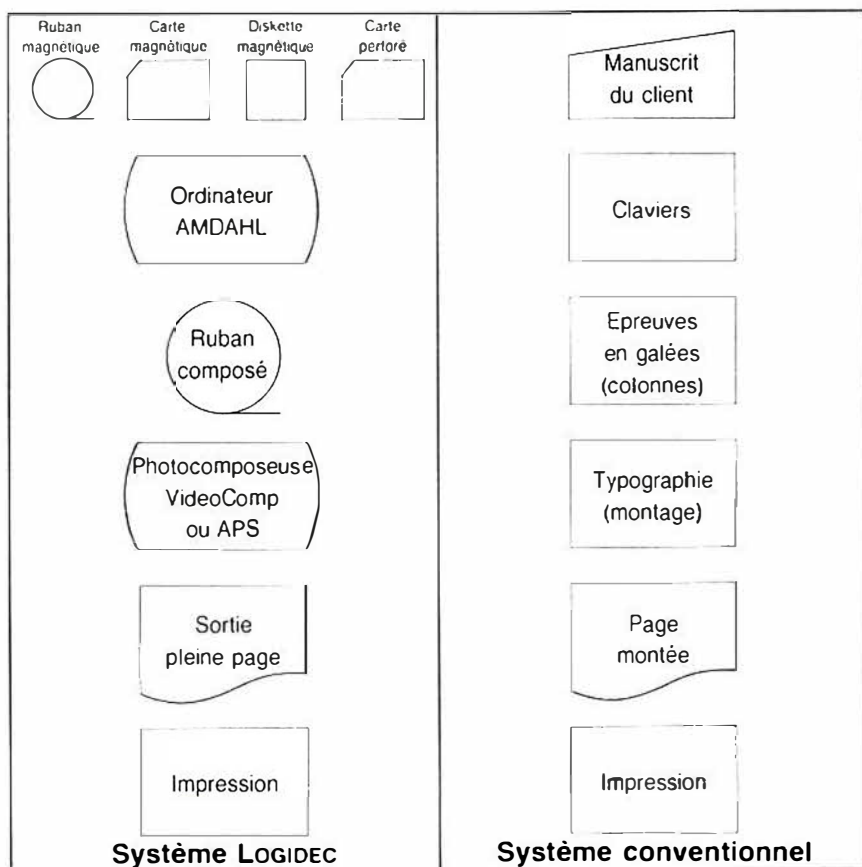 Ruban
magnétique
Carte
magnétique
Diskette
magnétique
Carte
perforé
Ordinateur
AMDAHL
Ruban
composé
Photocomposeuse
VideoComp
ou APS
Sortie
pleine page
Impression
Système LOGIDEC
Manuscrit
du client
Claviers
Epreuves
en galées
(colonnes)
Typographie
(montage)
Page
montée
Impression
Système conventionnel